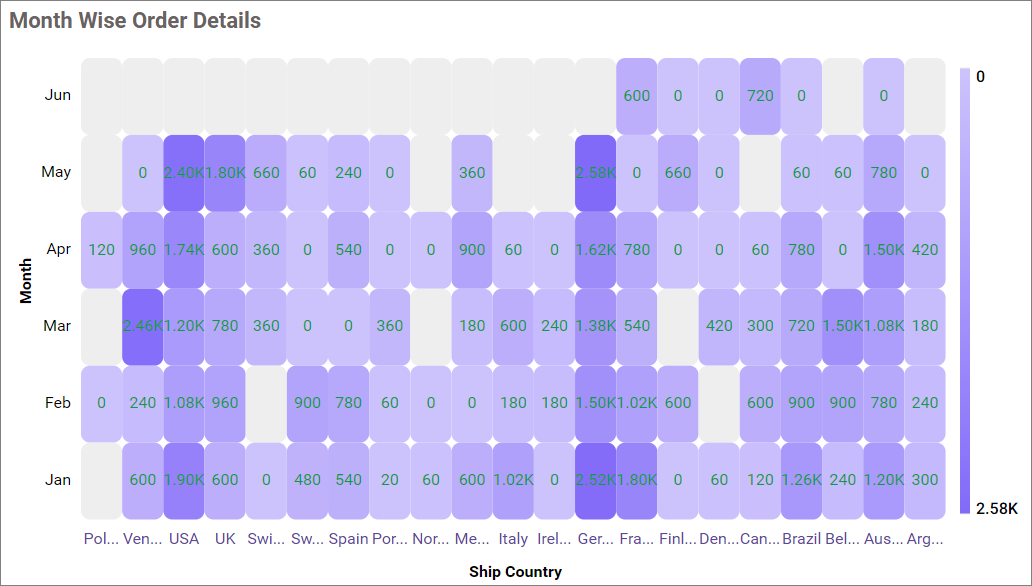 Month Wise Order Details
Jun 600 0 0 720 0 0
May 0 2.40K 1.80K 660 60 240 0 360 2.58K 0 660 0 60 60 780 0
Apr 120 960 1.74K 600 360 0 540 0 0 900 60 0 1.62K 780 0 0 60 780 0 1.50K 420
Mar 2.46K 1.20K 780 360 0 0 360 180 600 240 1.38K 540 420 300 720 1.50K 1.08K 180
Feb 0 240 1.08K 960 900 780 60 0 0 180 180 1.50K 1.02K 600 600 900 900 780 240
Jan 600 1.90K 600 0 480 540 20 60 600 1.02K 0 2.52K 1.80K 0 60 120 1.26K 240 1.20K 300
Pol... Ven... USA UK Swi... Sw... Spain Por... Nor... Me... Italy Irel... Ger... Fra... Finl... Den... Can... Brazil Bel... Aus... Arg...
Ship Country
Month
0
2.58K